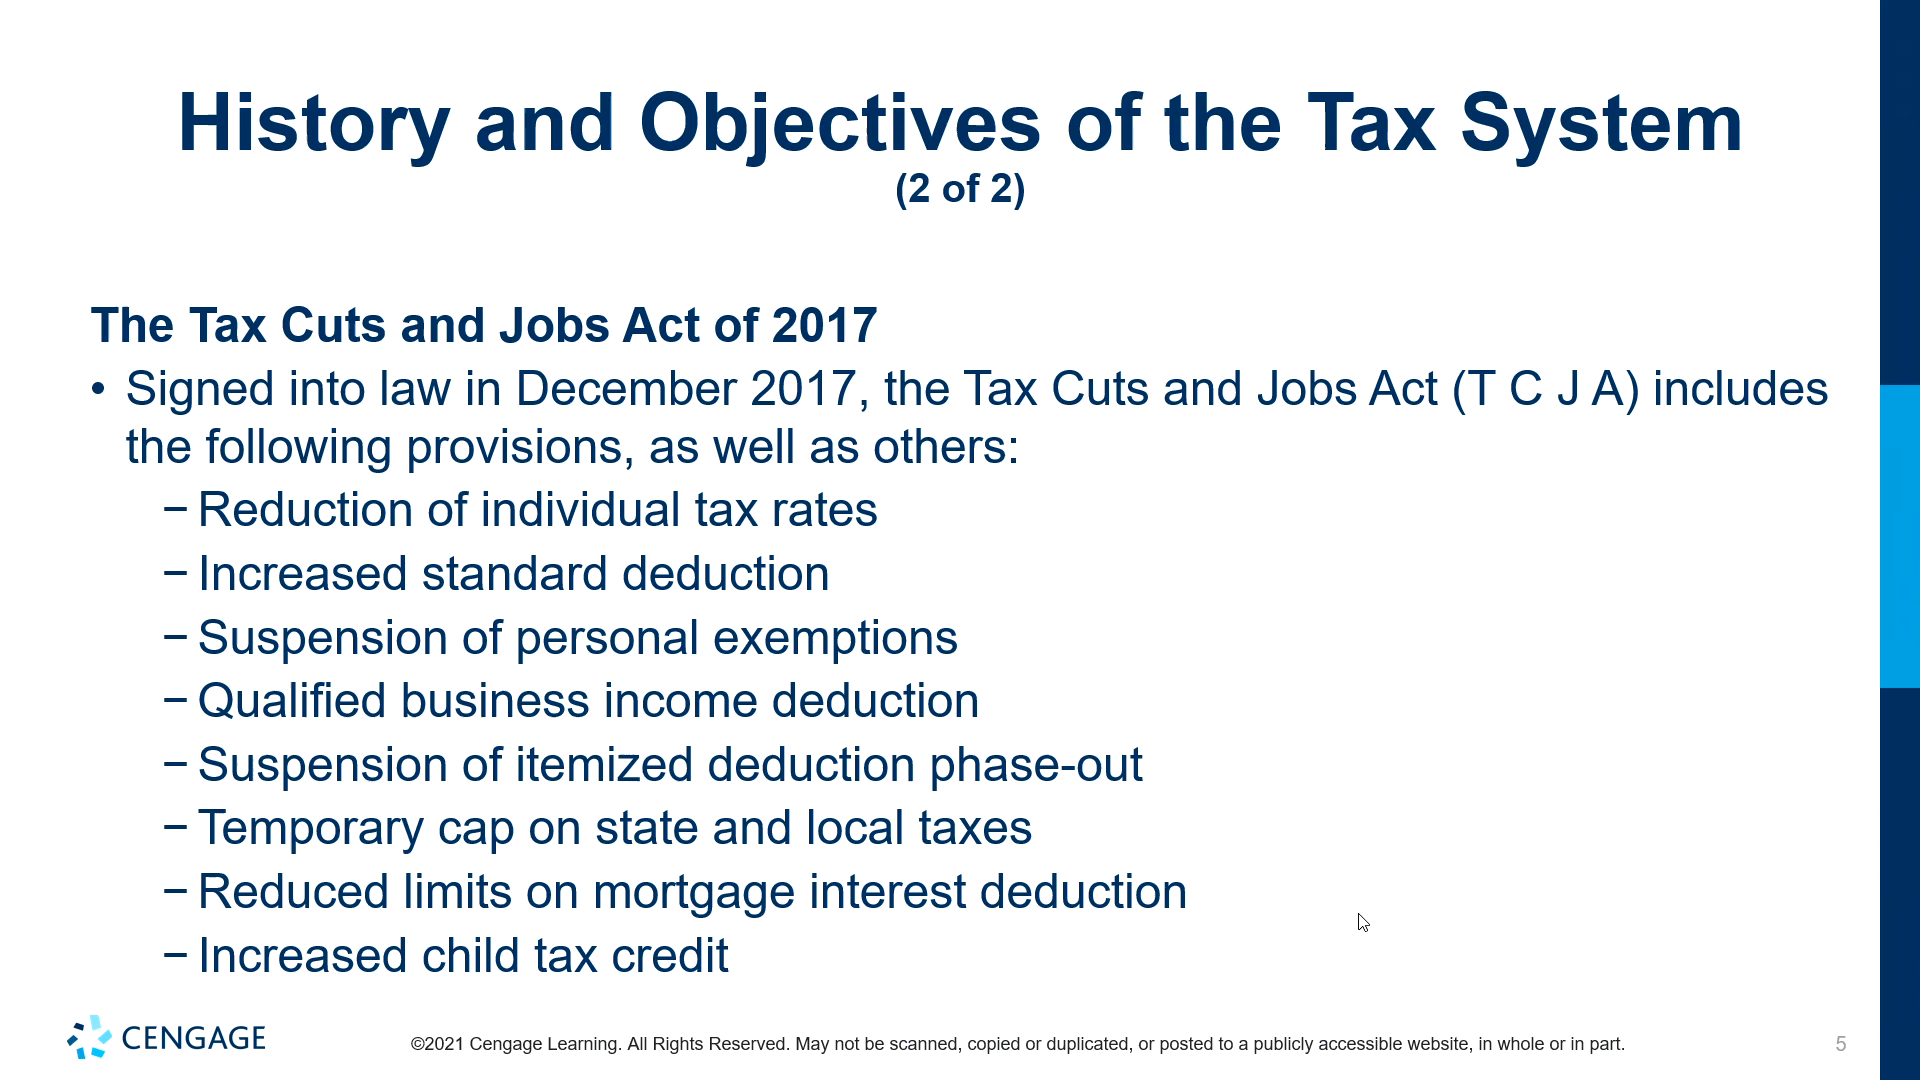 History and Objectives of the Tax System
(2 of 2)
The Tax Cuts and Jobs Act of 2017
• Signed into law in December 2017, the Tax Cuts and Jobs Act (T C J A) includes
the following provisions, as well as others:
− Reduction of individual tax rates
− Increased standard deduction
− Suspension of personal exemptions
− Qualified business income deduction
− Suspension of itemized deduction phase-out
− Temporary cap on state and local taxes
− Reduced limits on mortgage interest deduction
− Increased child tax credit
CENGAGE
©2021 Cengage Learning. All Rights Reserved. May not be scanned, copied or duplicated, or posted to a publicly accessible website, in whole or in part.
5